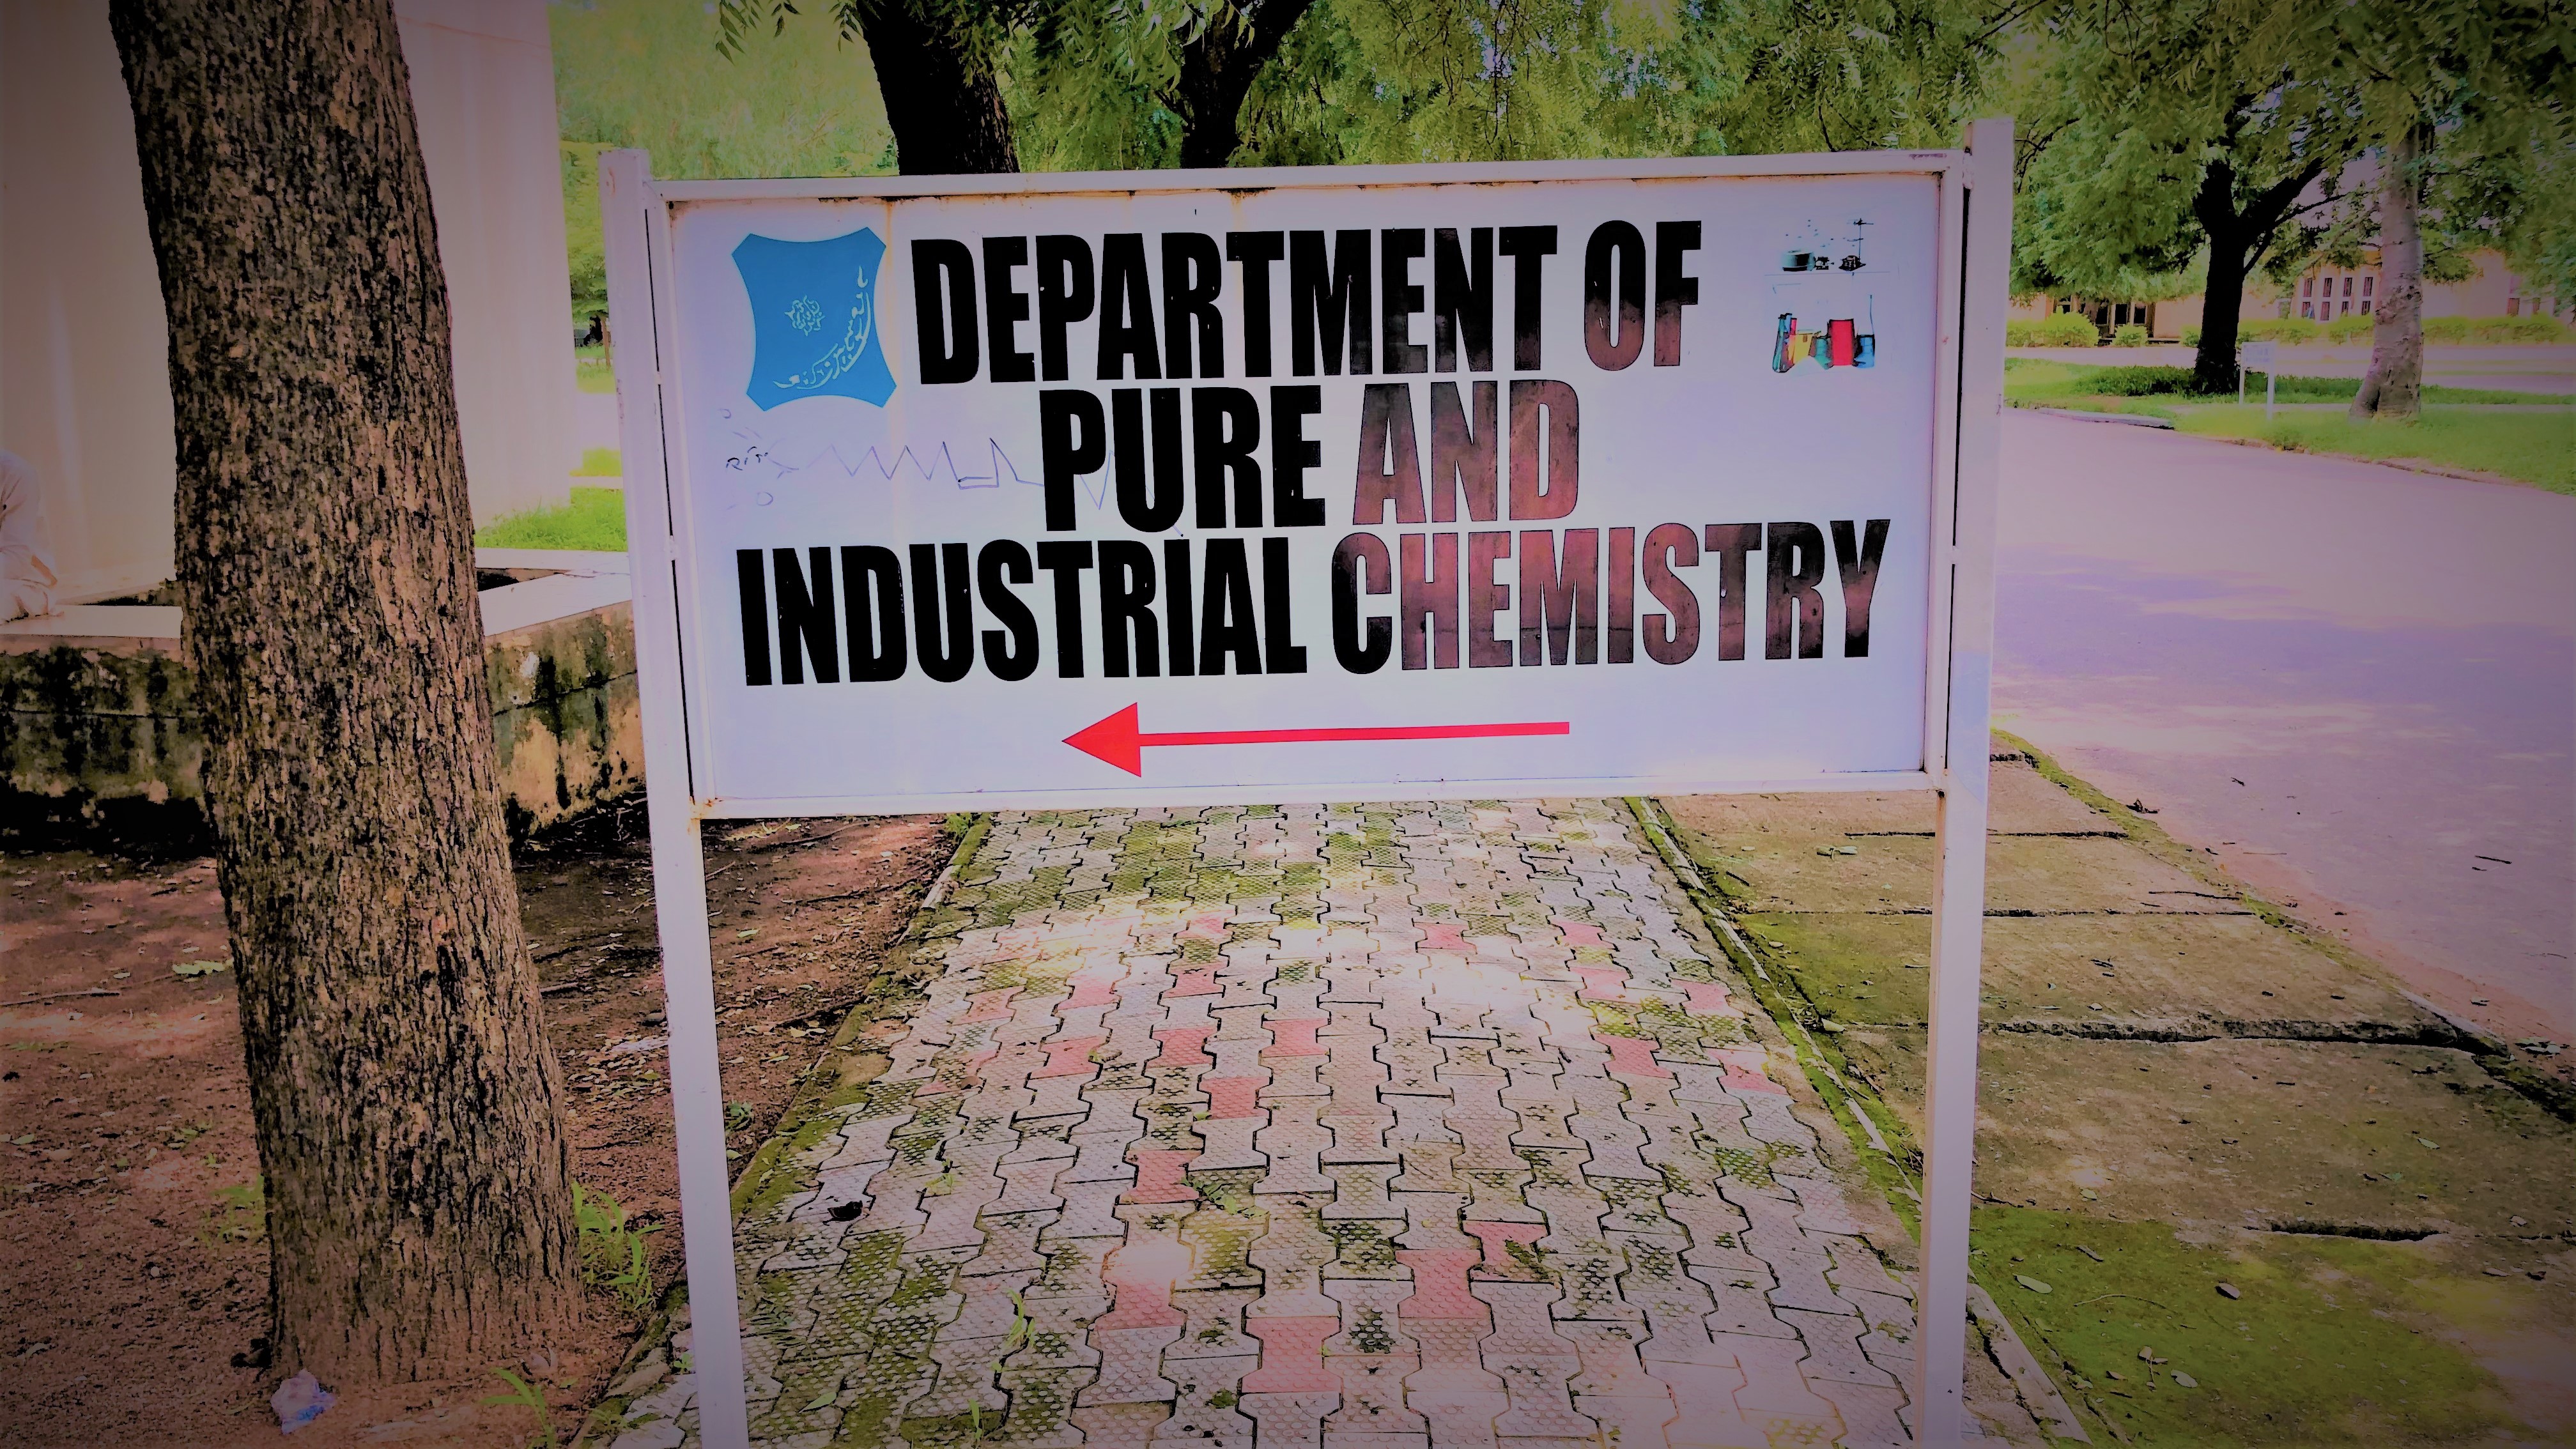 DEPARTMENT OF
PURE AND
INDUSTRIAL CHEMISTRY